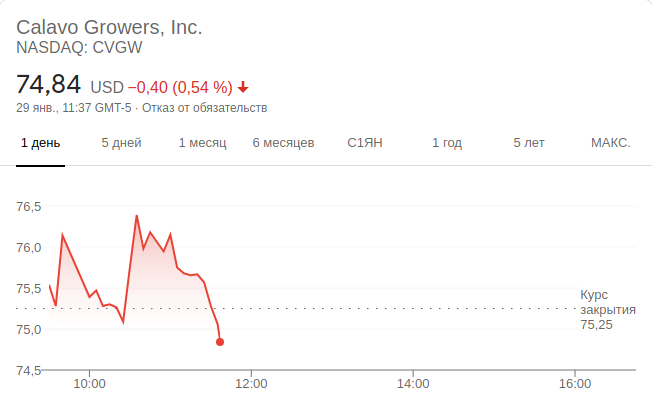 Calavo Growers, Inc.
NASDAQ: CVGW
74,84 USD −0,40 (0,54 %)
29 янв., 11:37 GMT-5 · Отказ от обязательств
1 день 5 дней 1 месяц 6 месяцев С1ЯН 1 год 5 лет МАКС.
76,5
76,0
75,5
75,0
74,5
Курс
закрытия
75,25
10:00 12:00 14:00 16:00